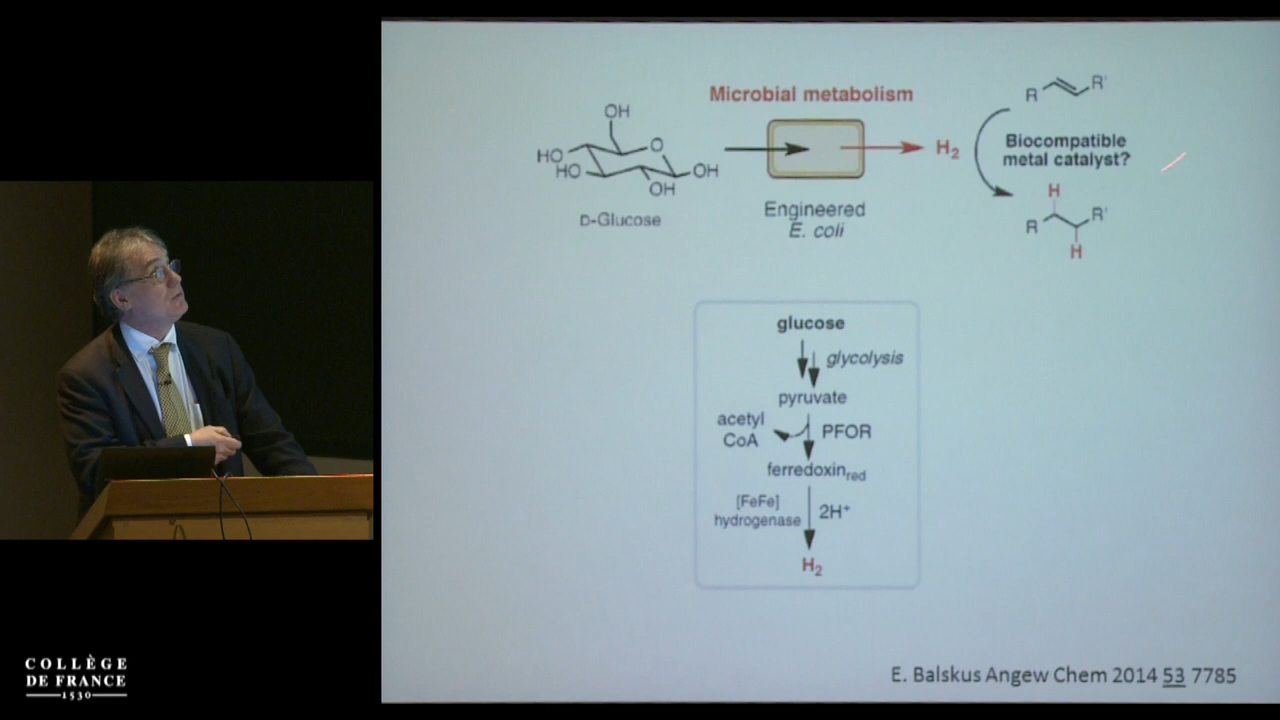 Microbial metabolism
OH
HO
HO
O
OH
OH
D-Glucose
H2
Engineered
E. coli
R
R'
Biocompatible
metal catalyst?
H
R
R'
H
glucose
glycolysis
pyruvate
acetyl
CoA
PFOR
ferredoxinred
[FeFe]
hydrogenase
2H+
H2
E. Balskus Angew Chem 2014 53 7785
COLLÈGE
DE FRANCE
1530